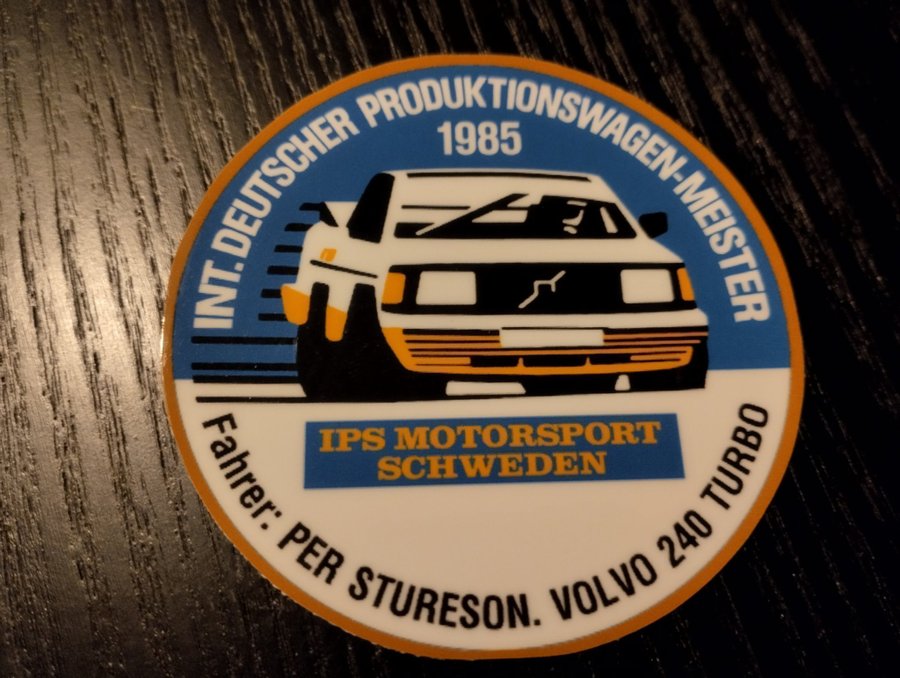 INT. DEUTSCHER PRODUKTIONSWAGEN-MEISTER
1985
IPS MOTORSPORT
SCHWEDEN
Fahrer: PER STURESON. VOLVO 240 TURBO